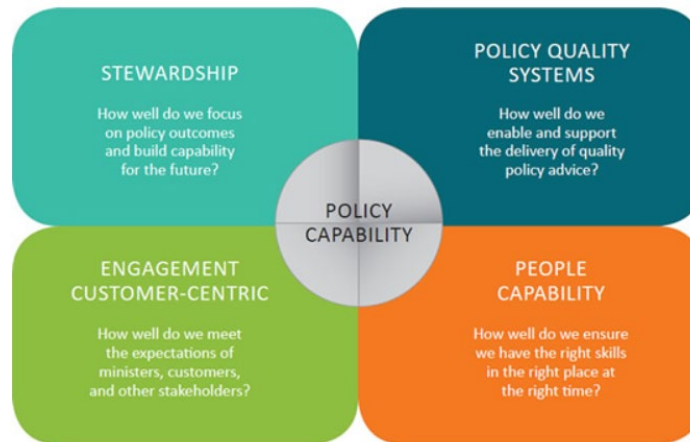 STEWARDSHIP
How well do we focus
on policy outcomes
and build capability
for the future?
POLICY QUALITY
SYSTEMS
How well do we
enable and support
the delivery of quality
policy advice?
POLICY
CAPABILITY
ENGAGEMENT
CUSTOMER-CENTRIC
How well do we meet
the expectations of
ministers, customers,
and other stakeholders?
PEOPLE
CAPABILITY
How well do we ensure
we have the right skills
in the right place at
the right time?